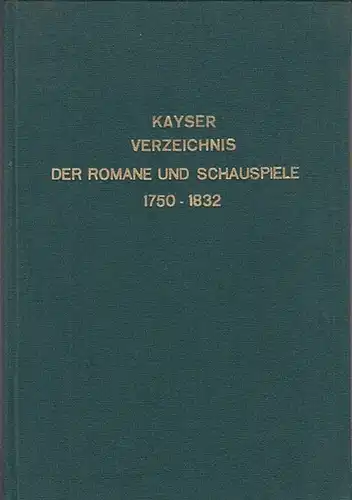 KAYSER
VERZEICHNIS
DER ROMANE UND SCHAUSPIELE
1750 - 1832